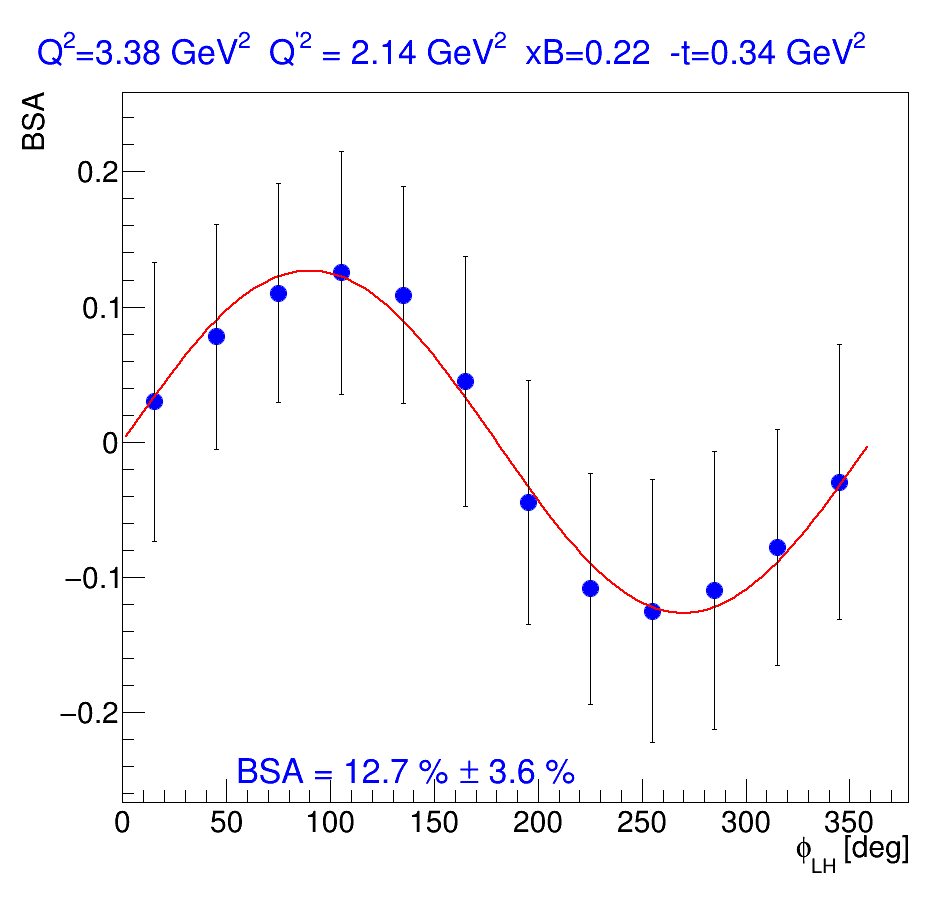 Q²=3.38 GeV² Q'² = 2.14 GeV² xB=0.22 -t=0.34 GeV²
BSA
0.2
0.1
0
−0.1
−0.2
BSA = 12.7 % ± 3.6 %
0 50 100 150 200 250 300 350
ϕ_LH [deg]